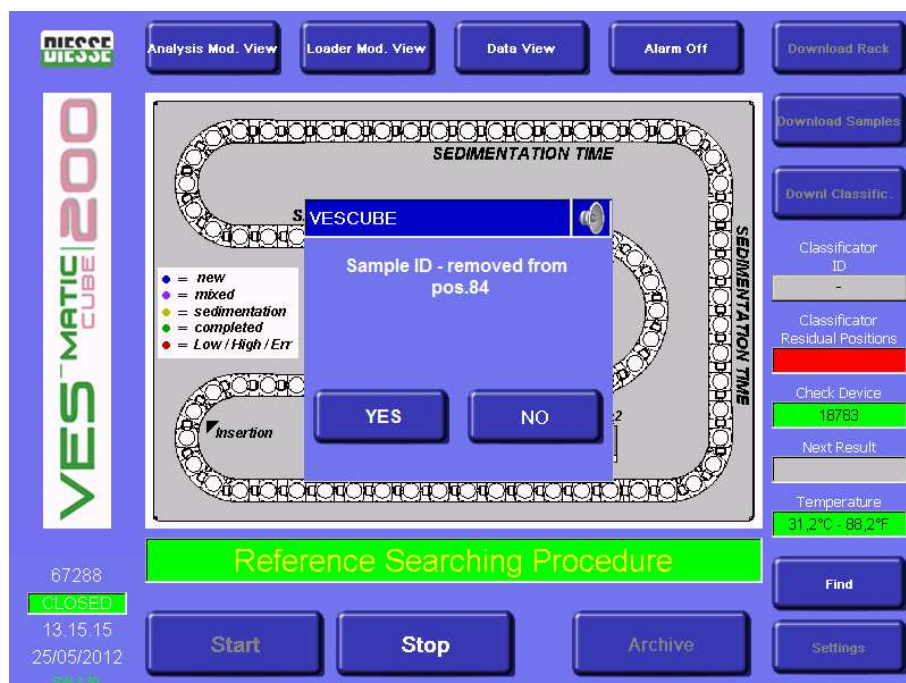 DIESSE
DIESSE
Analysis Mod. View
Loader Mod. View
Data View
Alarm Off
Download Rack
VES MATIC CUBE 200
SEDIMENTATION TIME
SEDIMENTATION TIME
= new
= mixed
= sedimentation
= completed
= Low / High / Err
Insertion
VESCUBE
Sample ID - removed from
pos.84
YES
NO
Download Samples
Downl Classific.
Classificator
ID
-
Classificator
Residual Positions
Check Device
18783
Next Result
Temperature
31,2°C - 88,2°F
Find
Settings
Reference Searching Procedure
67288
CLOSED
13.15.15
25/05/2012
Start
Stop
Archive